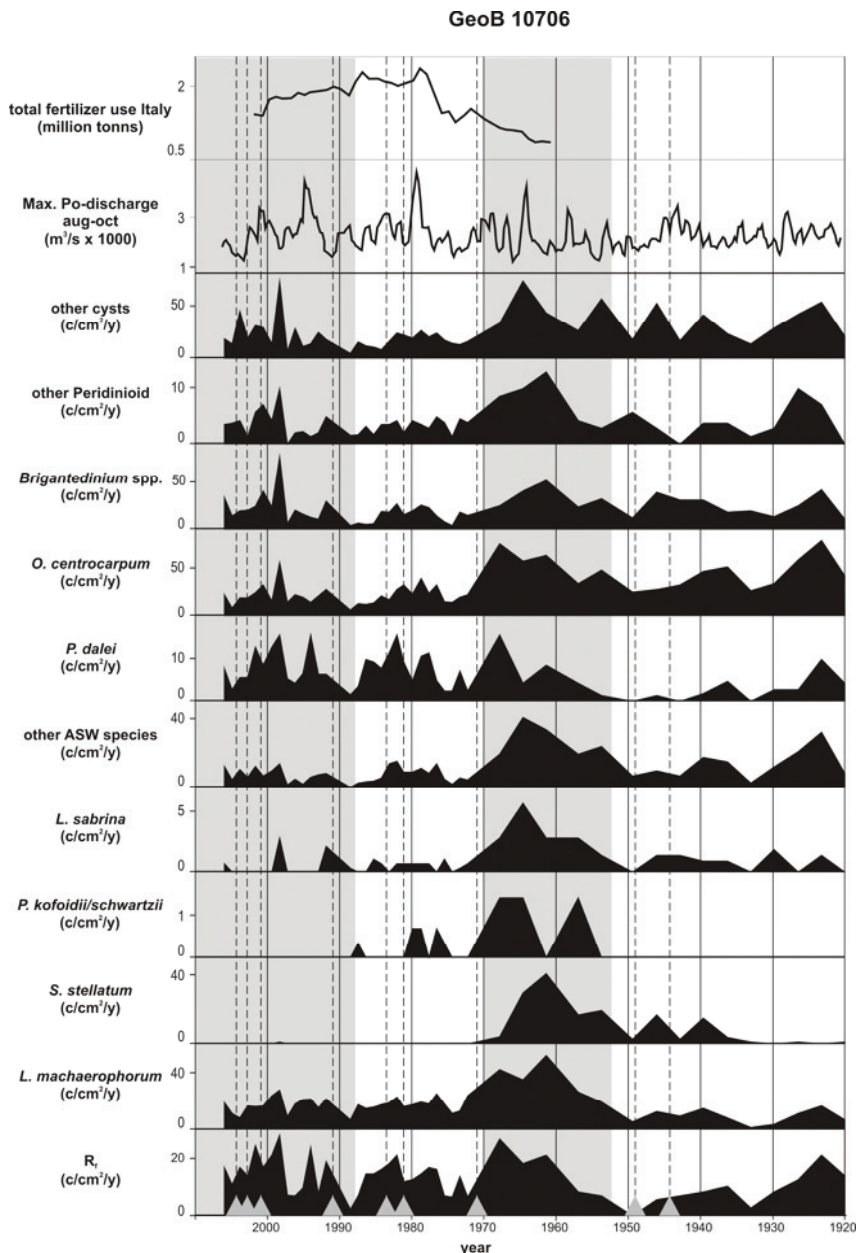 GeoB 10706
total fertilizer use Italy
(million tonns)
2
0.5
Max. Po-discharge
aug-oct
(m³/s x 1000)
3
1
other cysts
(c/cm²/y)
50
0
other Peridinioid
(c/cm²/y)
10
0
Brigantedinium spp.
(c/cm²/y)
50
0
O. centrocarpum
(c/cm²/y)
50
0
P. dalei
(c/cm²/y)
10
0
other ASW species
(c/cm²/y)
40
0
L. sabrina
(c/cm²/y)
5
0
P. kofoidii/schwartzii
(c/cm²/y)
1
0
S. stellatum
(c/cm²/y)
40
0
L. machaerophorum
(c/cm²/y)
40
0
Rᵣ
(c/cm²/y)
20
0
2000 1990 1980 1970 1960 1950 1940 1930 1920
year